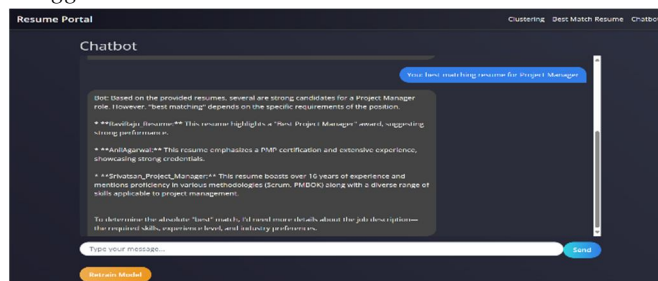 Resume Portal
Clustering Best Match Resume Chatbot
Chatbot
Your best matching resume for Project Manager
Bot: Based on the provided resumes, several are strong candidates for a Project Manager
role. However, "best matching" depends on the specific requirements of the position.
* **RaviRaju_Resume:** This resume highlights a "Best Project Manager" award, suggesting
strong performance.
* **AnilAgarwal:** This resume emphasizes a PMP certification and extensive experience,
showcasing strong credentials.
* **Srivatsan_Project_Manager:** This resume boasts over 16 years of experience and
mentions proficiency in various methodologies (Scrum, PMBOK) along with a diverse range of
skills applicable to project management.
To determine the absolute "best" match, I'd need more details about the job description—
the required skills, experience level, and industry preferences.
Type your message...
Send
Retrain Model